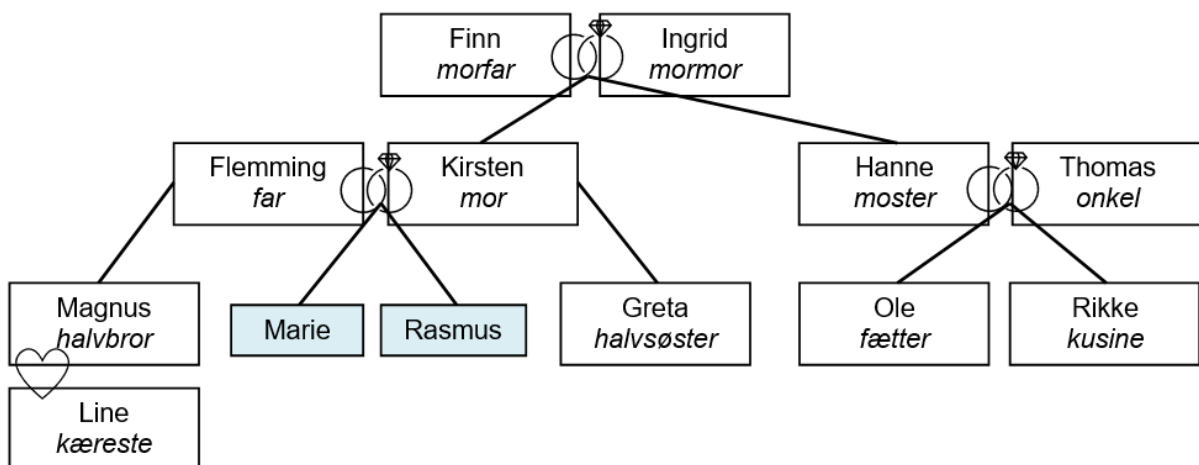 Finn
morfar
Ingrid
mormor
Flemming
far
Kirsten
mor
Hanne
moster
Thomas
onkel
Magnus
halvbror
Marie
Rasmus
Greta
halvsøster
Ole
fætter
Rikke
kusine
Line
kæreste